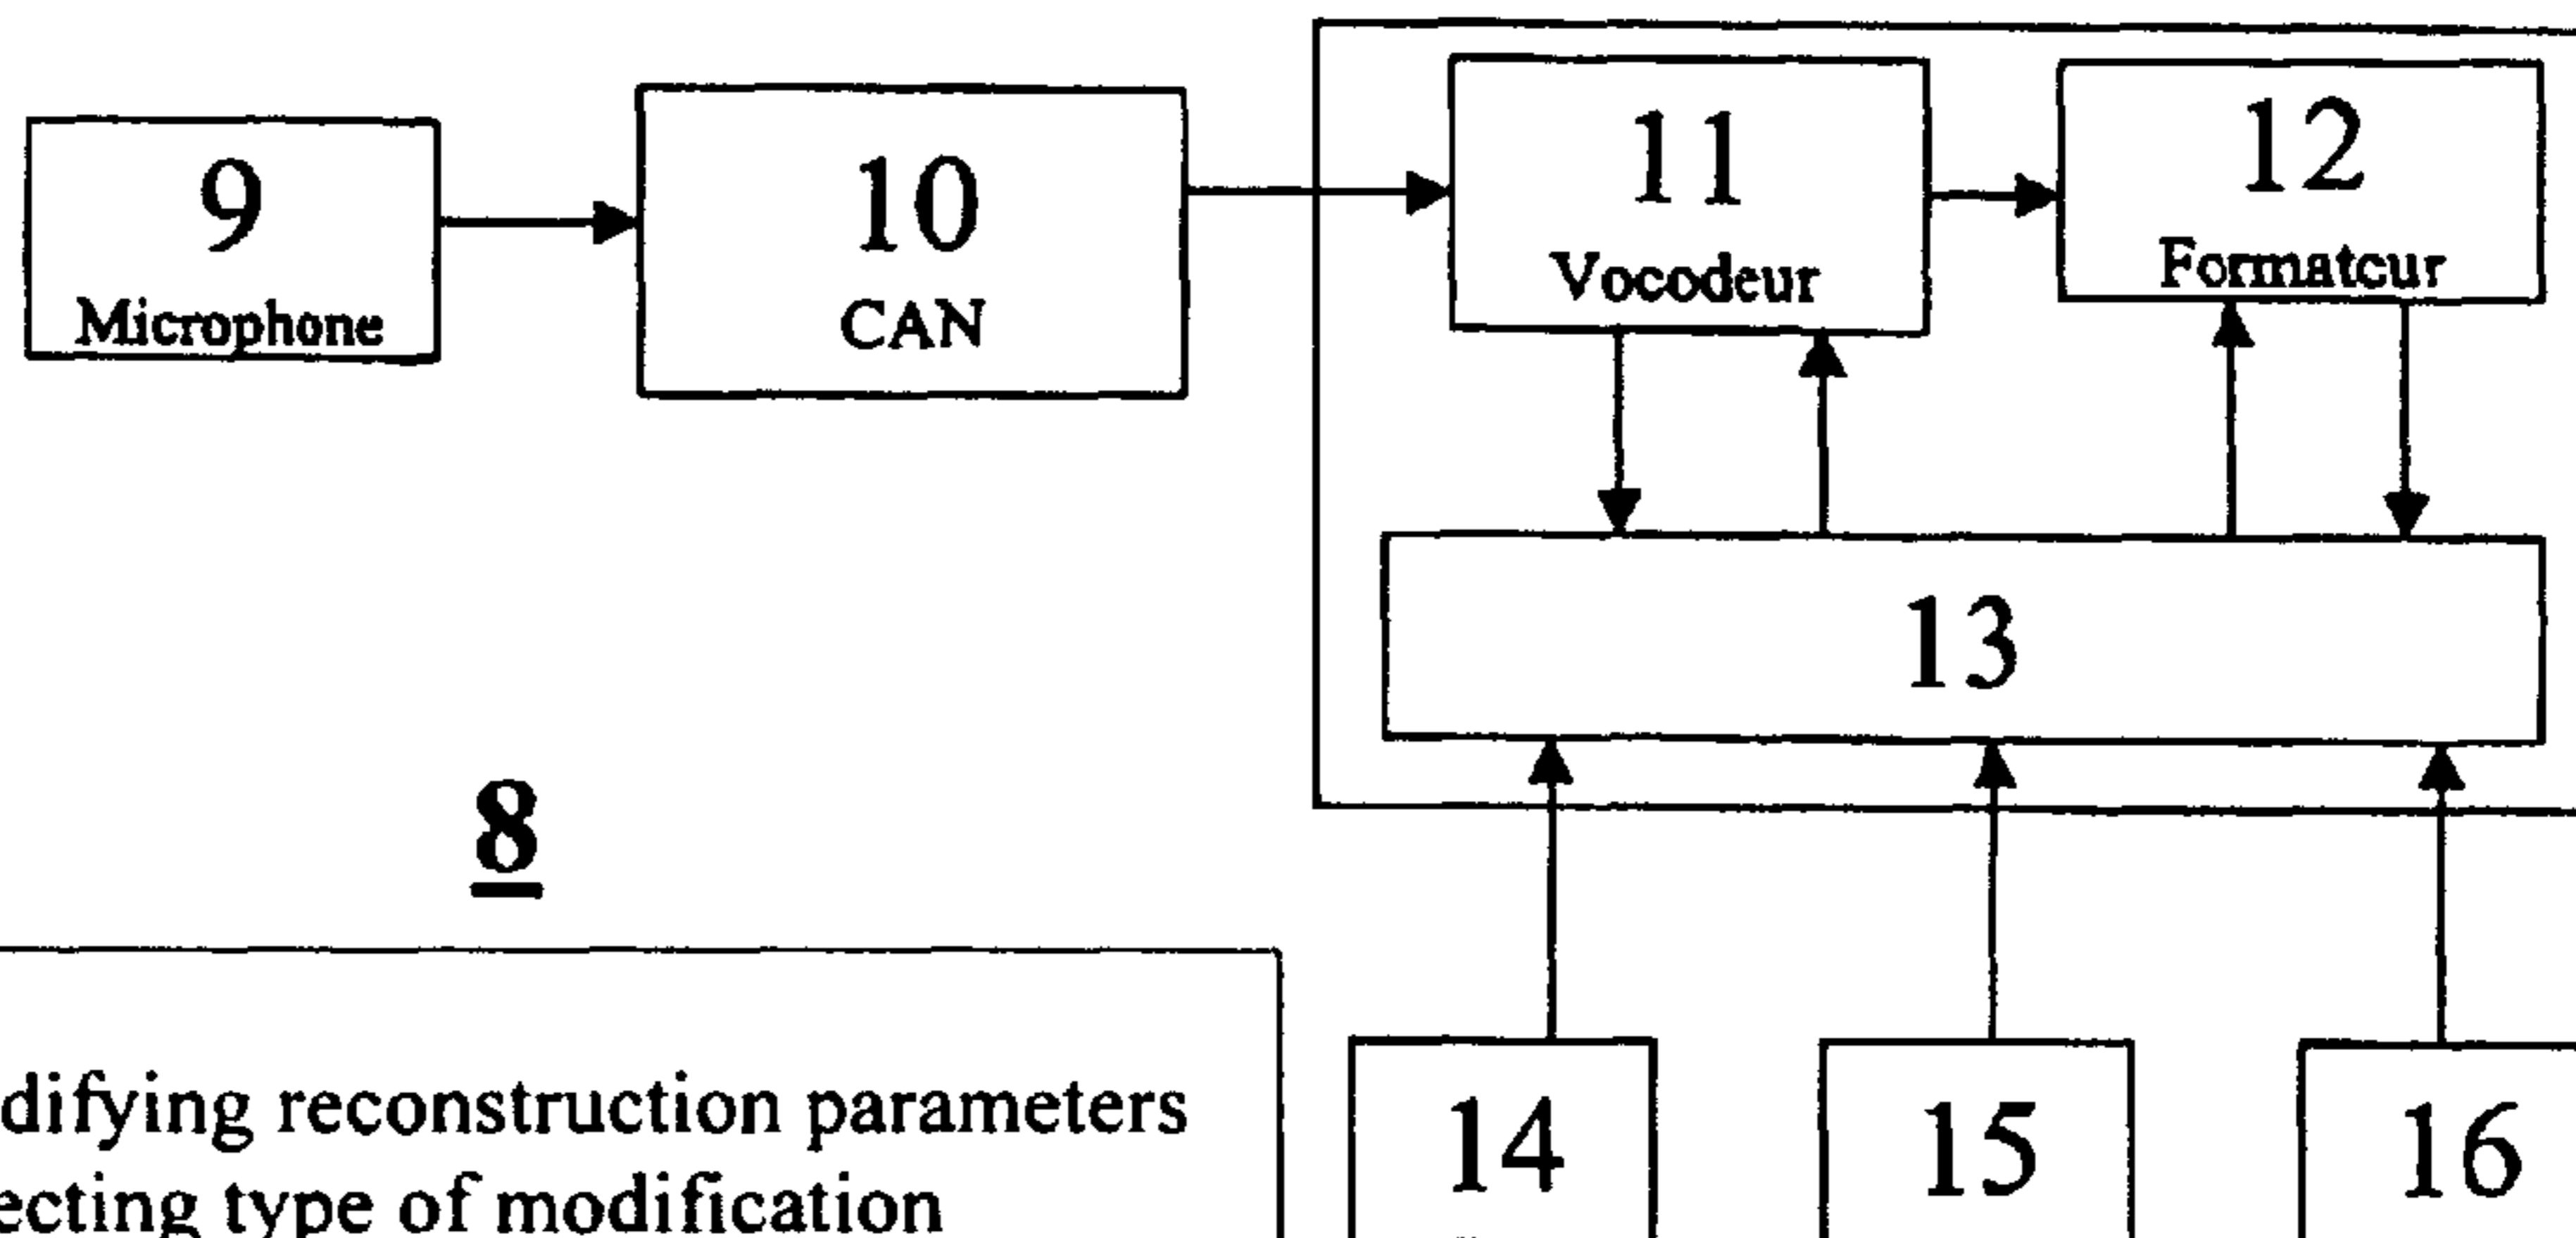 9
Microphone
10
CAN
11
Vocodeur
12
Formateur
13
8
difying reconstruction parameters
ecting type of modification
14
15
16